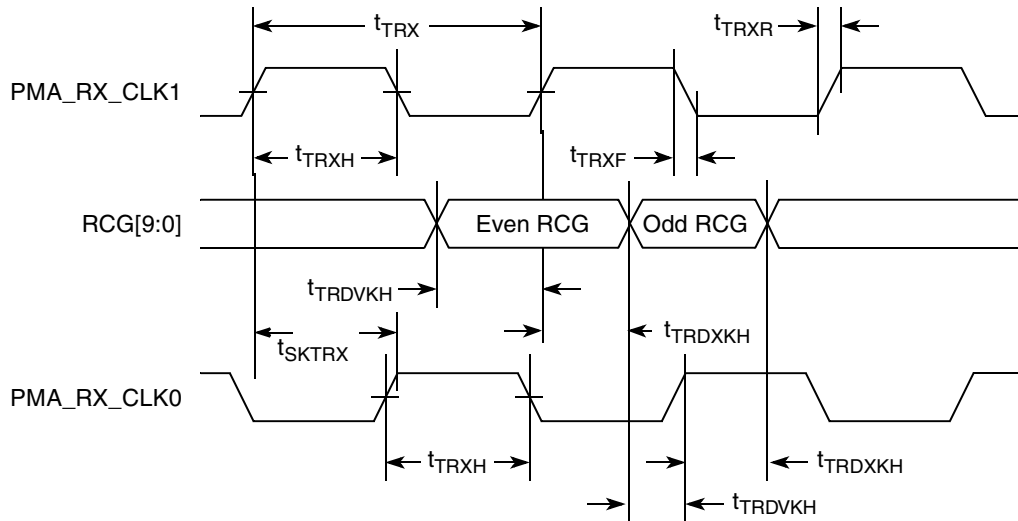 tTRX
tTRXR
PMA_RX_CLK1
tTRXH
tTRXF
RCG[9:0]
Even RCG
Odd RCG
tTRDVKH
tSKTRX
tTRDXKH
PMA_RX_CLK0
tTRXH
tTRDXKH
tTRDVKH